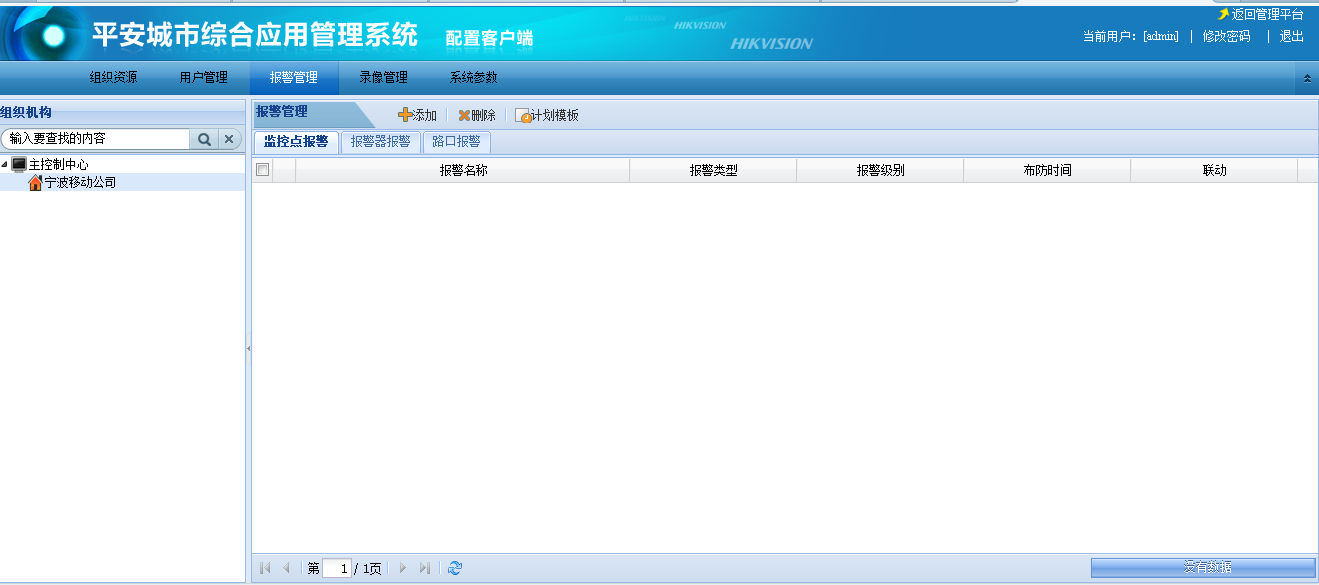 平安城市综合应用管理系统 配置客户端 HIKVISION HIKVISION HIKVISION
返回管理平台
当前用户: [admin] | 修改密码 | 退出
组织资源 用户管理 报警管理 录像管理 系统参数
组织机构
输入要查找的内容
主控制中心
宁波移动公司
报警管理 添加 删除 计划模板
监控点报警 报警器报警 路口报警
报警名称 报警类型 报警级别 布防时间 联动
第 1 / 1页 没有数据